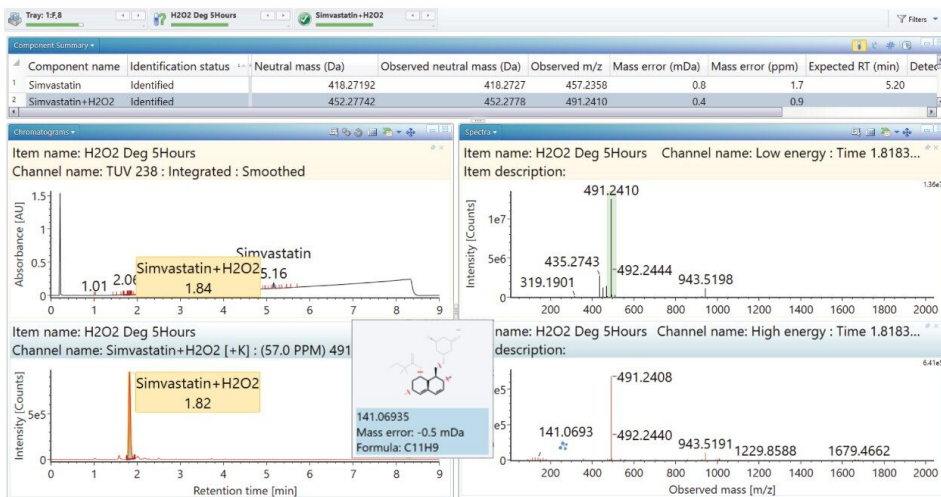 Tray: 1:F,8
H2O2 Deg 5Hours
Simvastatin+H2O2
Filters
Component Summary
Component name Identification status Neutral mass (Da) Observed neutral mass (Da) Observed m/z Mass error (mDa) Mass error (ppm) Expected RT (min) Detec
1 Simvastatin Identified 418.27192 418.2727 457.2358 0.8 1.7 5.20
2 Simvastatin+H2O2 Identified 452.27742 452.2778 491.2410 0.4 0.9
Chromatograms
Item name: H2O2 Deg 5Hours
Channel name: TUV 238 : Integrated : Smoothed
Absorbance [AU]
1.5
1
0.5
0
1.01
2.06
Simvastatin+H2O2
1.84
Simvastatin
5.16
0 1 2 3 4 5 6 7 8 9
Item name: H2O2 Deg 5Hours
Channel name: Simvastatin+H2O2 [+K] : (57.0 PPM) 491
Intensity [Counts]
5e5
0
Simvastatin+H2O2
1.82
0 1 2 3 4 5 6 7 8 9
Retention time [min]
141.06935
Mass error: -0.5 mDa
Formula: C11H9
Spectra
Item name: H2O2 Deg 5Hours Channel name: Low energy : Time 1.8183...
Item description:
Intensity [Counts]
1e7
5e6
0
319.1901
435.2743
491.2410
492.2444
943.5198
200 400 600 800 1000 1200 1400 1600 1800 2000
name: H2O2 Deg 5Hours Channel name: High energy : Time 1.8183...
description:
6.41e5
e5
e5
0
141.0693
491.2408
492.2440
943.5191
1229.8588
1679.4662
200 400 600 800 1000 1200 1400 1600 1800 2000
Observed mass [m/z]